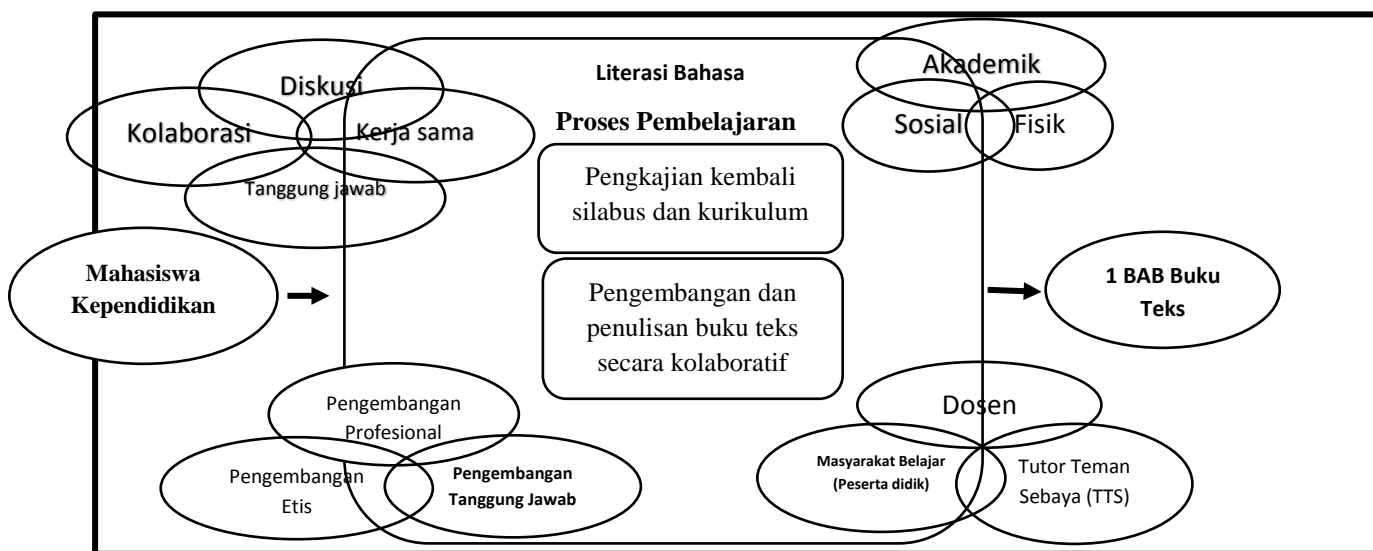 Diskusi
Kolaborasi
Kerja sama
Tanggung jawab
Literasi Bahasa
Proses Pembelajaran
Pengkajian kembali
silabus dan kurikulum
Pengembangan dan
penulisan buku teks
secara kolaboratif
Akademik
Sosial
Fisik
Mahasiswa
Kependidikan
1 BAB Buku
Teks
Pengembangan
Profesional
Pengembangan
Etis
Pengembangan
Tanggung Jawab
Dosen
Masyarakat Belajar
(Peserta didik)
Tutor Teman
Sebaya (TTS)